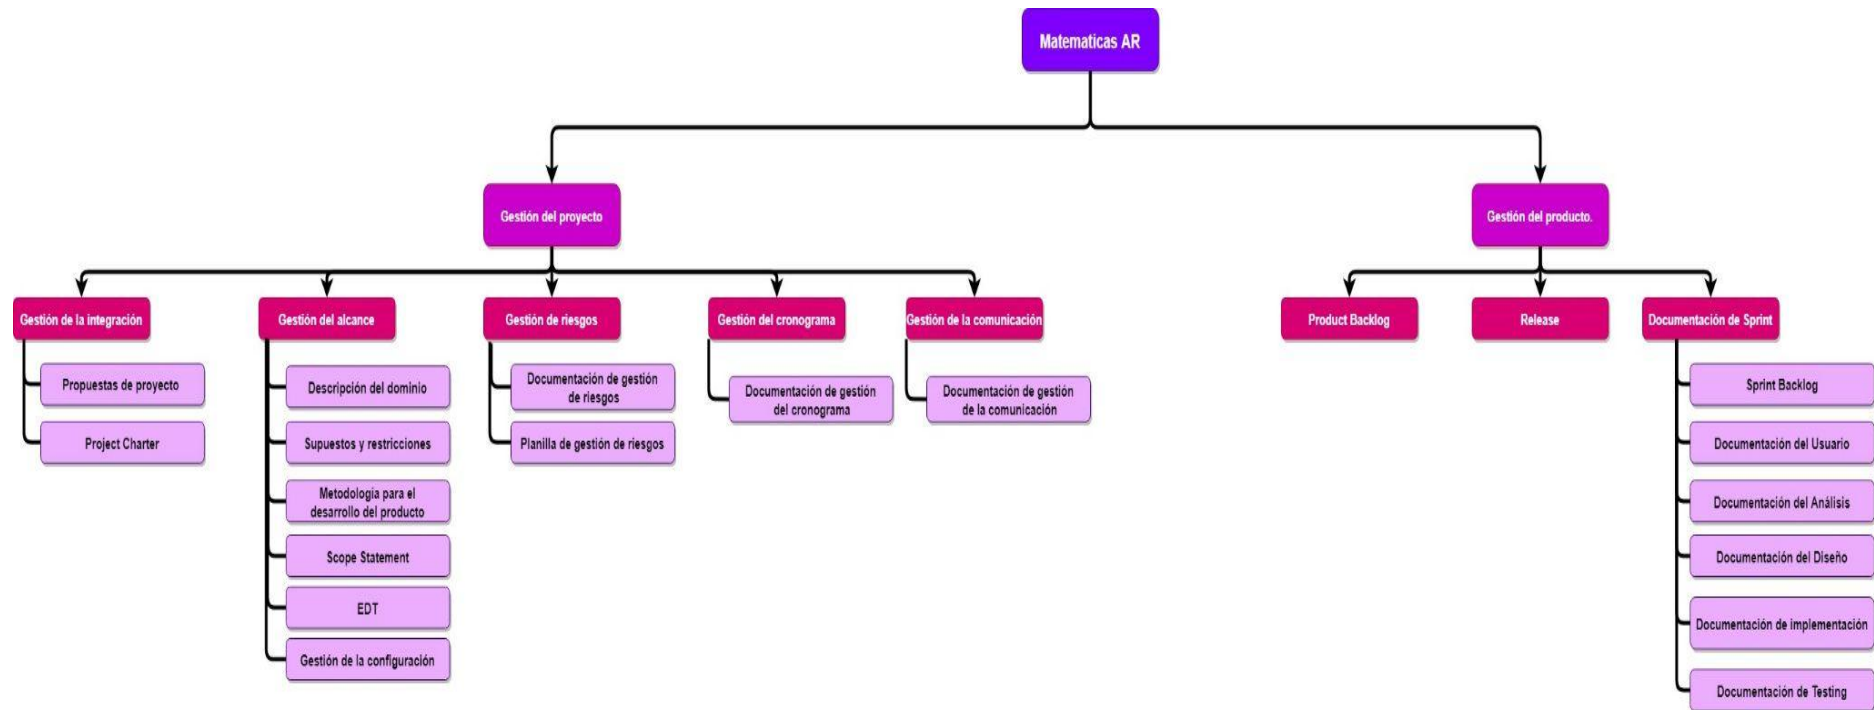 Matematicas AR
Gestión del proyecto
Gestión del producto.
Gestión de la integración
Gestión del alcance
Gestión de riesgos
Gestión del cronograma
Gestión de la comunicación
Product Backlog
Release
Documentación de Sprint
Propuestas de proyecto
Project Charter
Descripción del dominio
Supuestos y restricciones
Metodología para el
desarrollo del producto
Scope Statement
EDT
Gestión de la configuración
Documentación de gestión
de riesgos
Planilla de gestión de riesgos
Documentación de gestión
del cronograma
Documentación de gestión
de la comunicación
Sprint Backlog
Documentación del Usuario
Documentación del Análisis
Documentación del Diseño
Documentación de implementación
Documentación de Testing